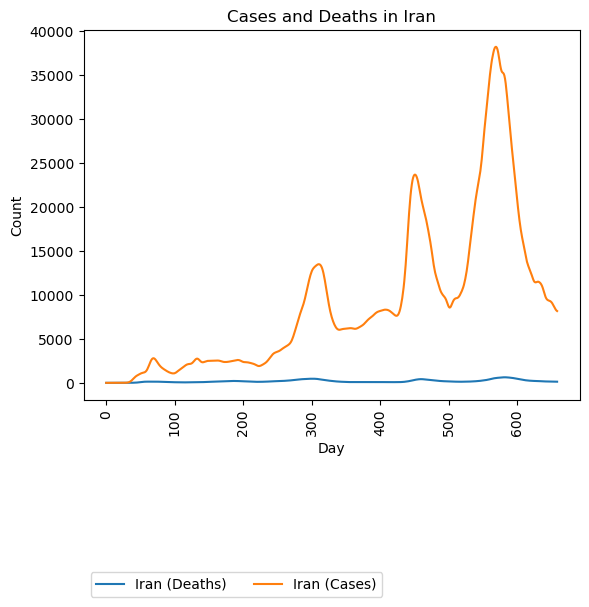 Cases and Deaths in Iran
40000
35000
30000
25000
20000
15000
10000
5000
0
Count
0 100 200 300 400 500 600
Day
Iran (Deaths) Iran (Cases)